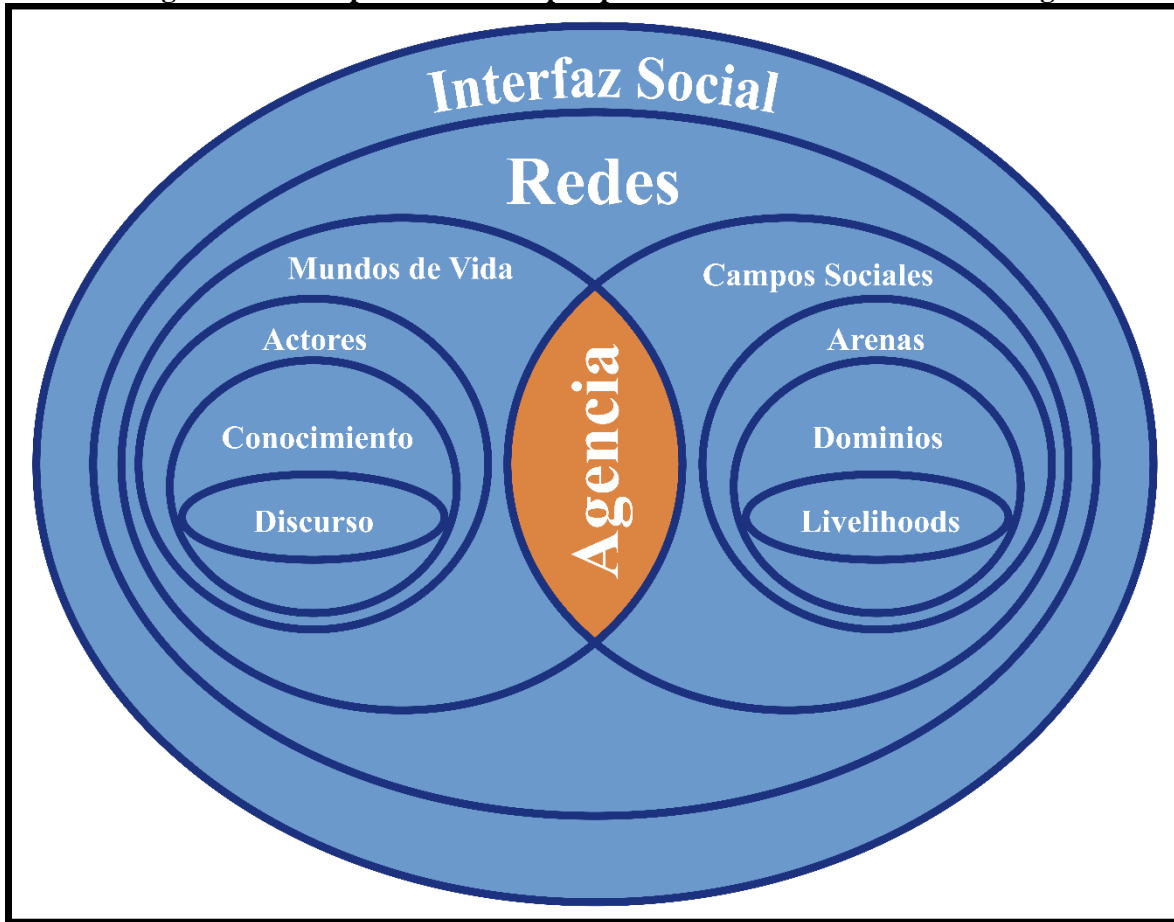 Interfaz Social
Redes
Mundos de Vida
Campos Sociales
Actores
Arenas
Conocimiento
Dominios
Discurso
Livelihoods
Agencia